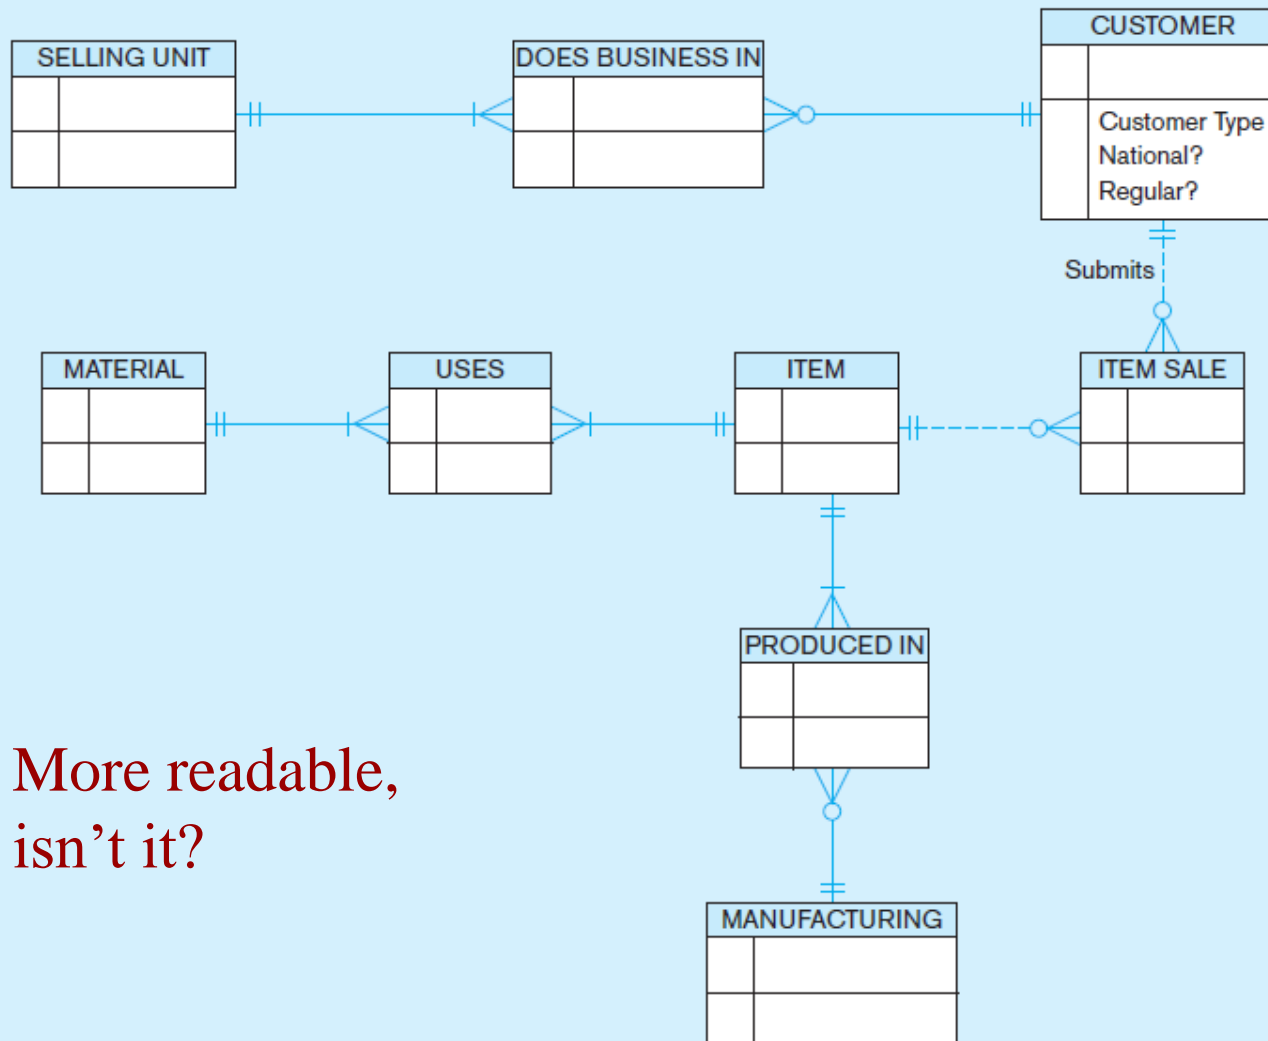 SELLING UNIT
DOES BUSINESS IN
CUSTOMER
Customer Type
National?
Regular?
Submits
MATERIAL
USES
ITEM
ITEM SALE
PRODUCED IN
More readable,
isn’t it?
MANUFACTURING